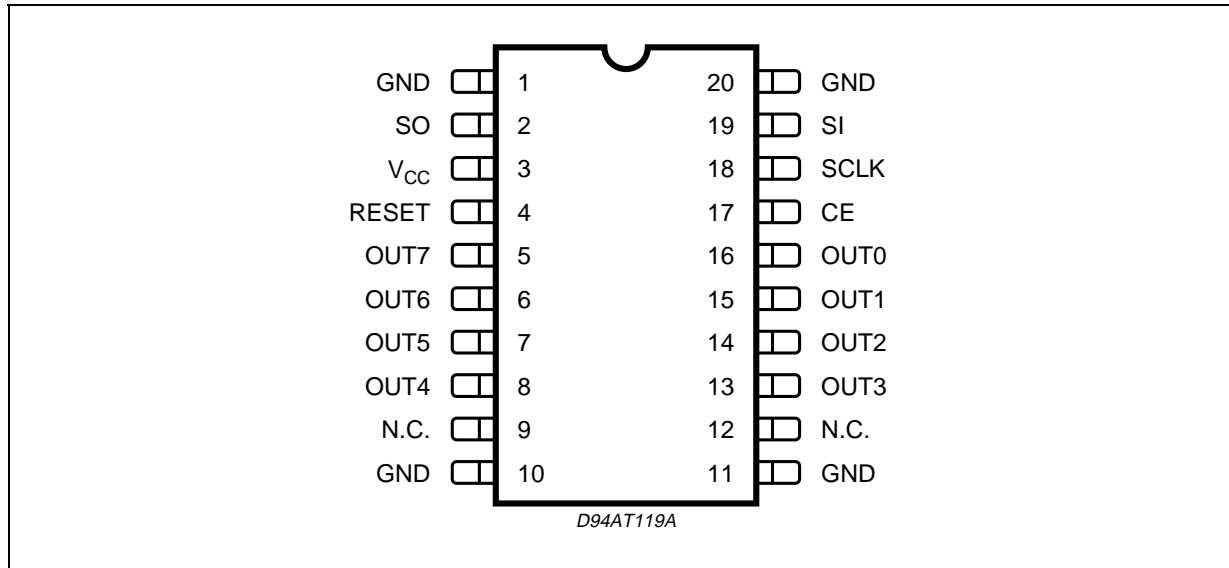 GND 1 20 GND
SO 2 19 SI
VCC 3 18 SCLK
RESET 4 17 CE
OUT7 5 16 OUT0
OUT6 6 15 OUT1
OUT5 7 14 OUT2
OUT4 8 13 OUT3
N.C. 9 12 N.C.
GND 10 11 GND
D94AT119A